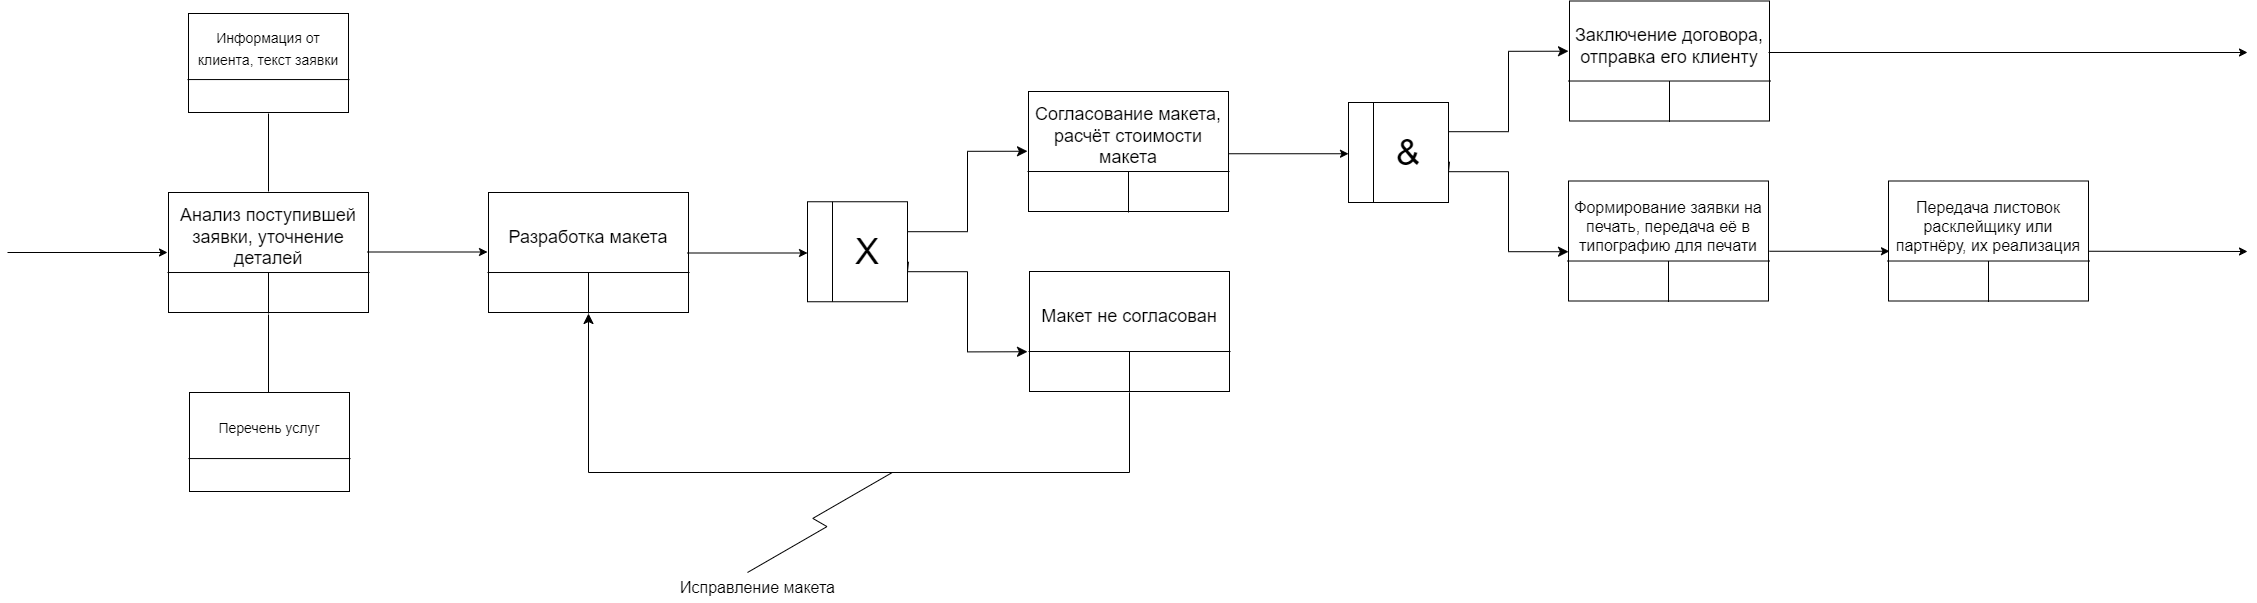 Информация от
клиента, текст заявки
Анализ поступившей
заявки, уточнение
деталей
Перечень услуг
Разработка макета
X
Согласование макета,
расчёт стоимости
макета
Макет не согласован
Исправление макета
&
Заключение договора,
отправка его клиенту
Формирование заявки на
печать, передача её в
типографию для печати
Передача листовок
расклейщику или
партнёру, их реализация